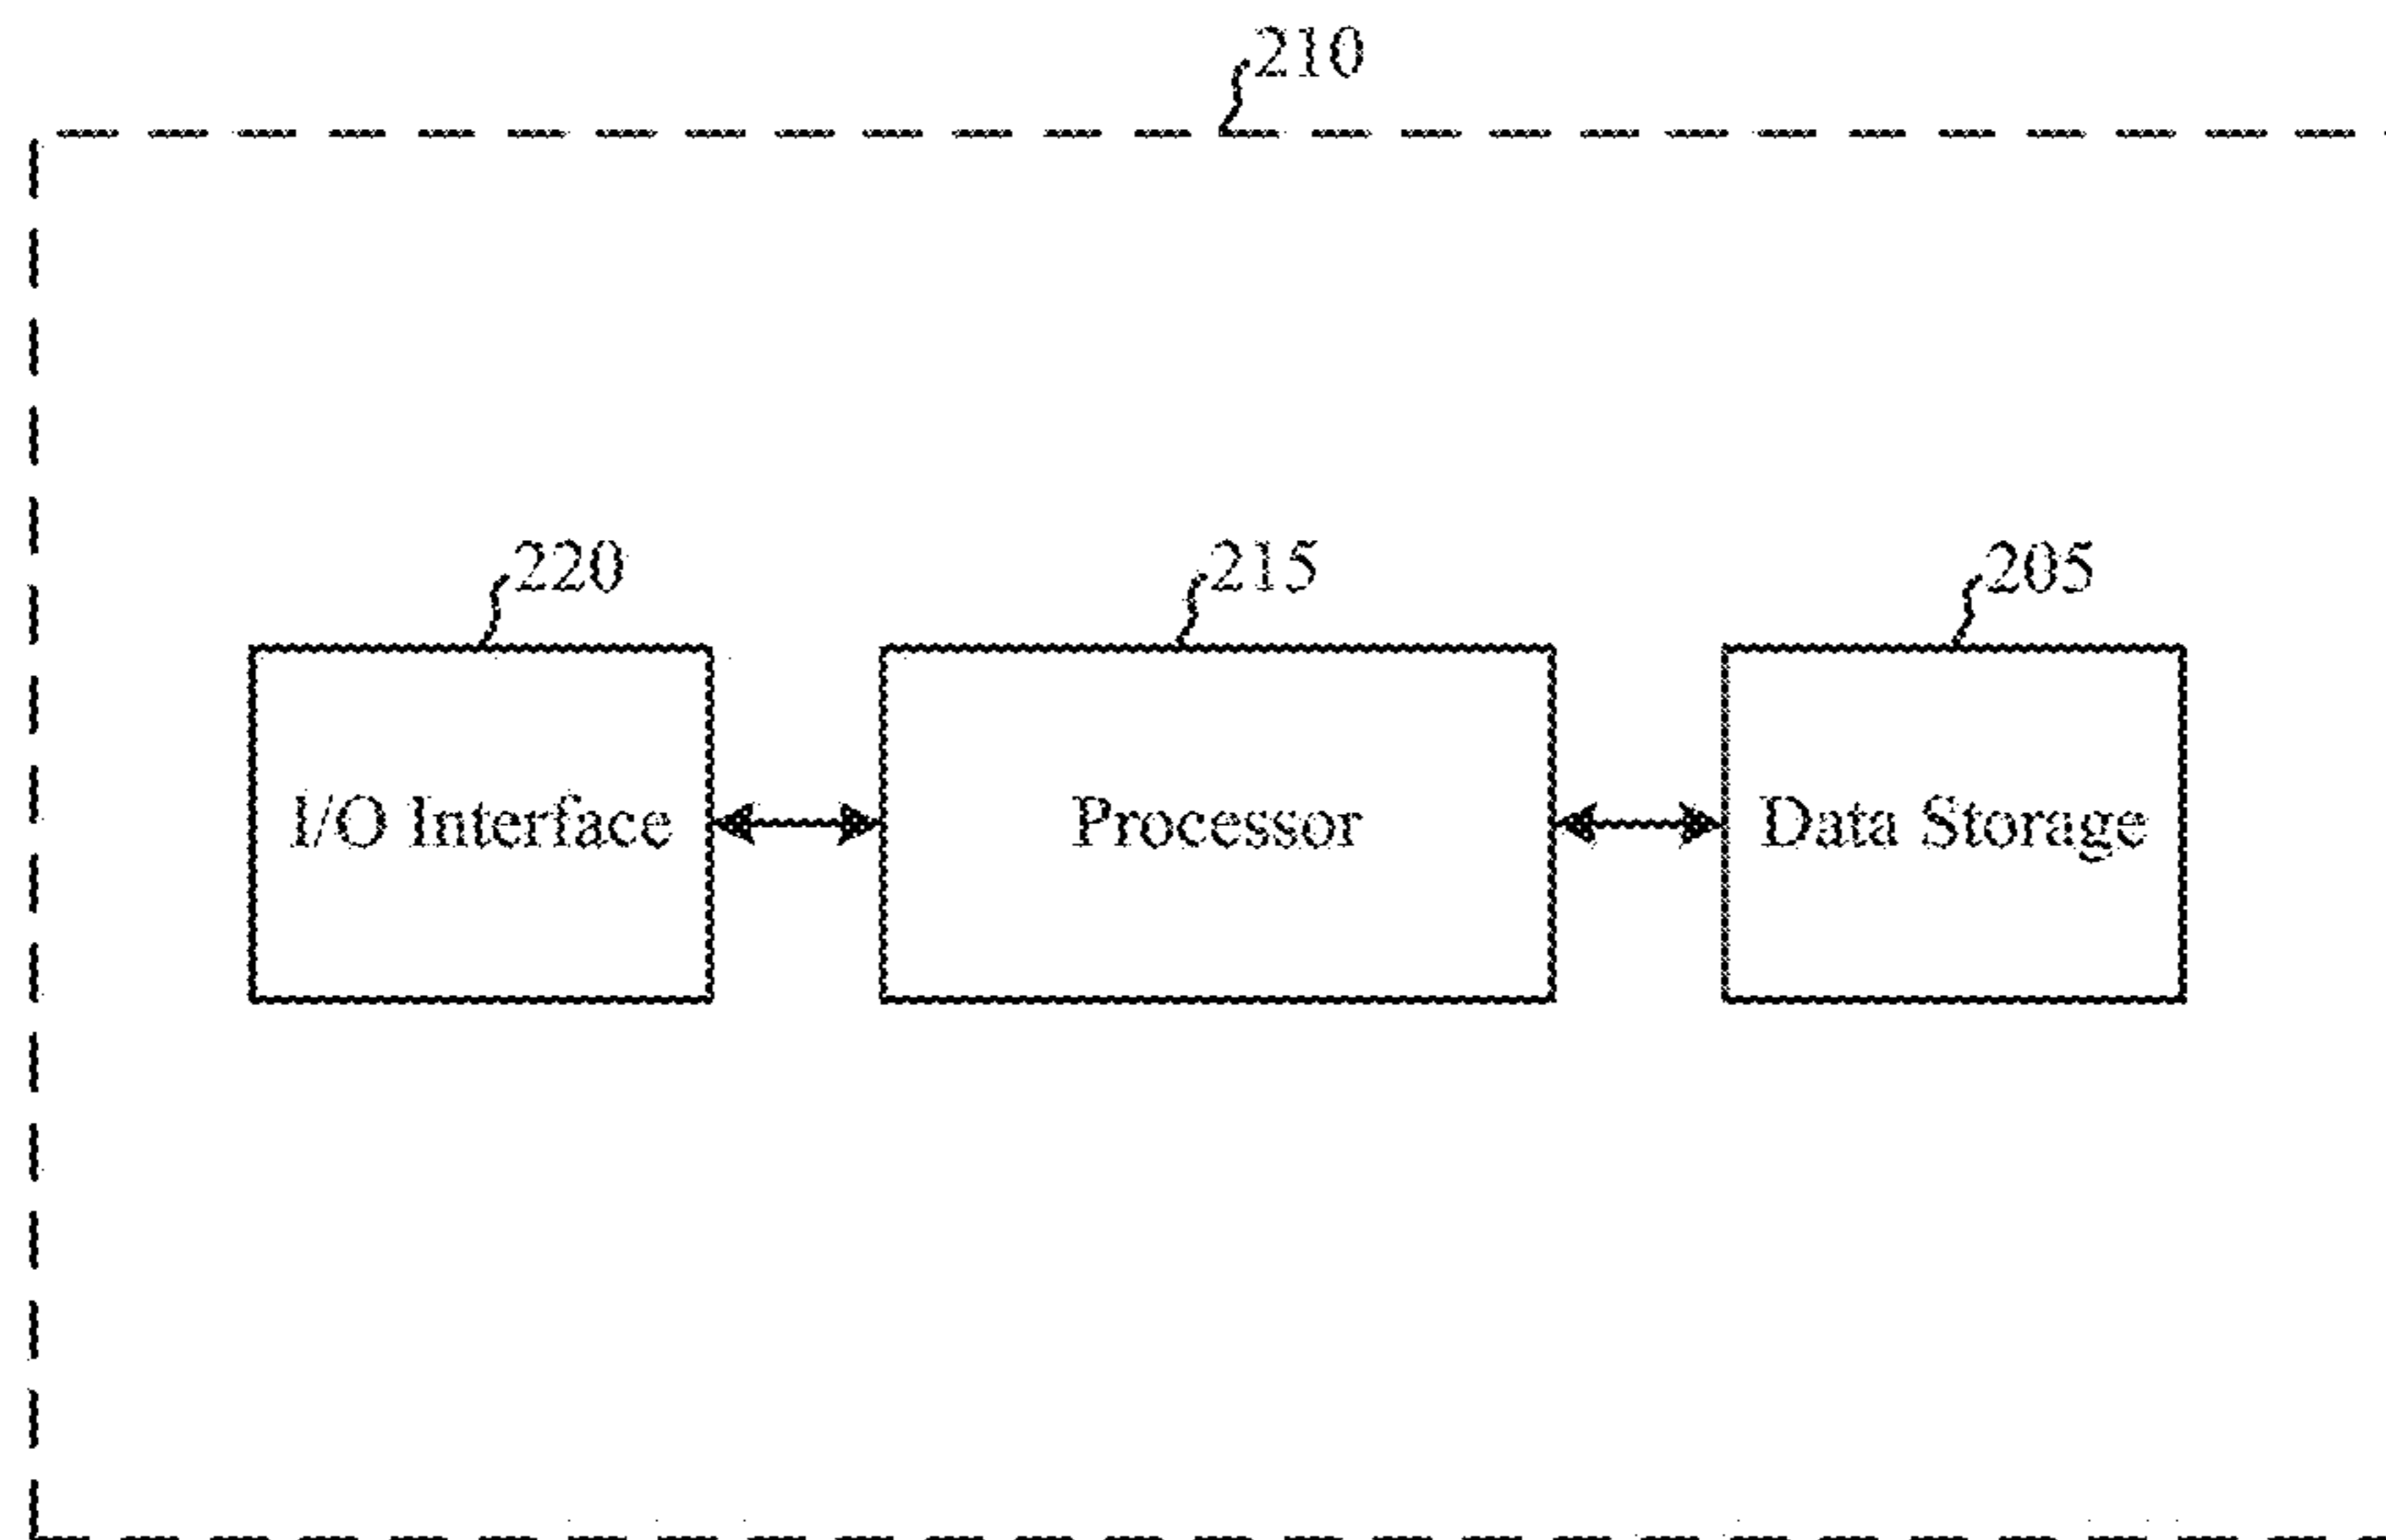 210
220
215
205
I/O Interface
Processor
Data Storage